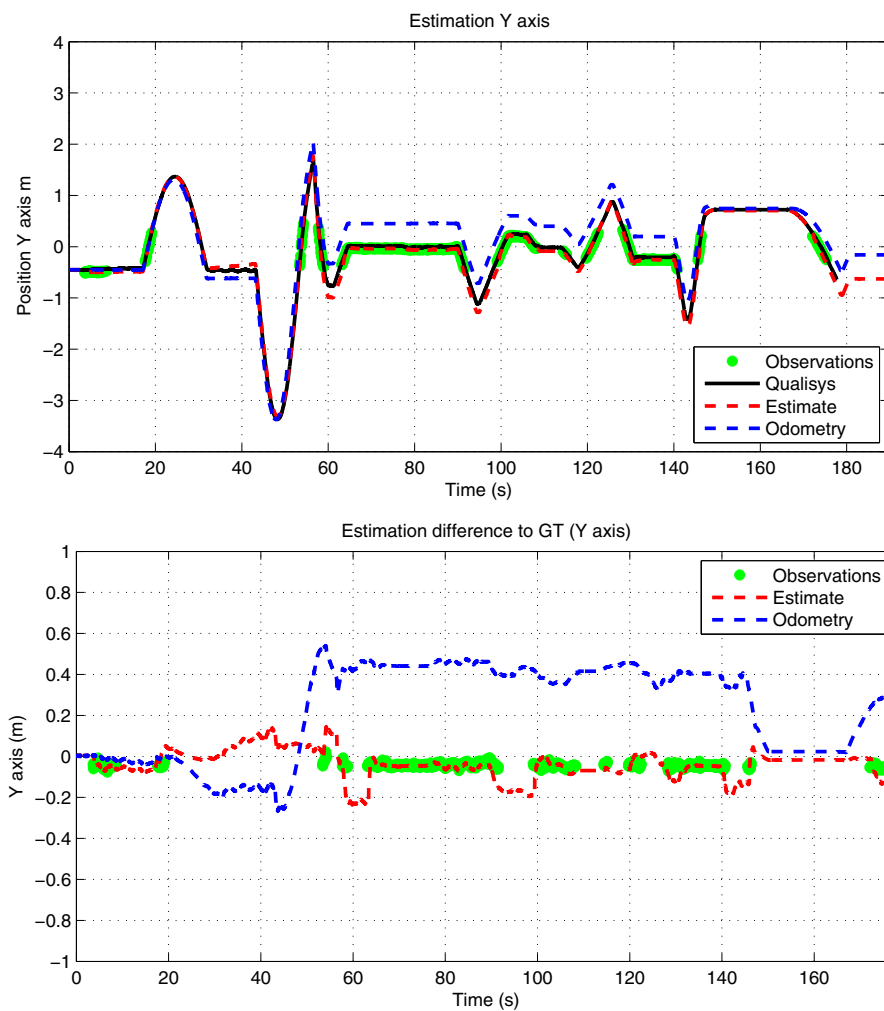 Estimation Y axis
Position Y axis m
4
3
2
1
0
−1
−2
−3
−4
0 20 40 60 80 100 120 140 160 180
Time (s)
Observations
Qualisys
Estimate
Odometry
Estimation difference to GT (Y axis)
Y axis (m)
1
0.8
0.6
0.4
0.2
0
−0.2
−0.4
−0.6
−0.8
−1
0 20 40 60 80 100 120 140 160
Time (s)
Observations
Estimate
Odometry